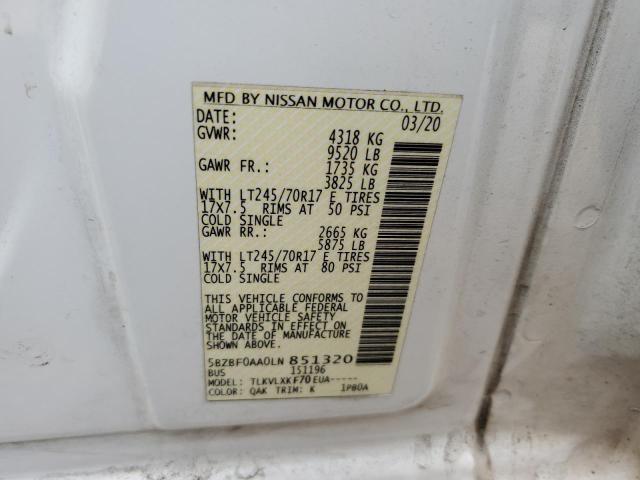 MFD BY NISSAN MOTOR CO., LTD.
DATE: 03/20
GVWR: 4318 KG
9520 LB
GAWR FR.: 1735 KG
3825 LB
WITH LT245/70R17 E TIRES
17X7.5 RIMS AT 50 PSI
COLD SINGLE
GAWR RR.: 2665 KG
5875 LB
WITH LT245/70R17 E TIRES
17X7.5 RIMS AT 80 PSI
COLD SINGLE
THIS VEHICLE CONFORMS TO
ALL APPLICABLE FEDERAL
MOTOR VEHICLE SAFETY
STANDARDS IN EFFECT ON
THE DATE OF MANUFACTURE
SHOWN ABOVE.
5BZBF0AA0LN851320
BUS 151196
MODEL: TLKVLXKF70EUA-----
COLOR: QAK TRIM: K 1P80A